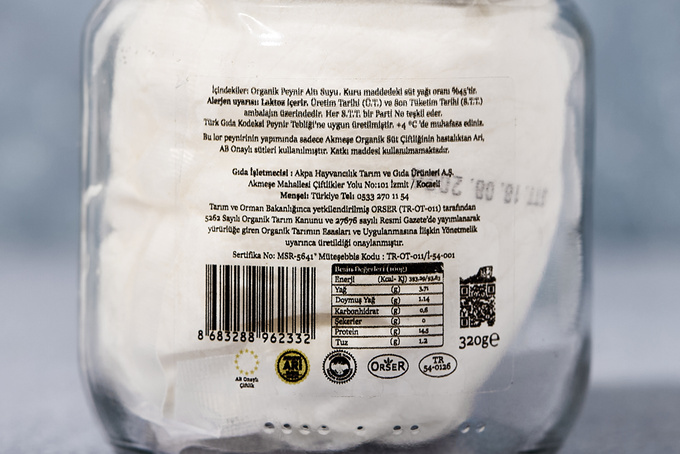 İçindekiler: Organik Peynir Altı Suyu. Kuru maddedeki süt yağı oranı %45'tir.
Alerjen uyarısı: Laktoz içerir. Üretim Tarihi (Ü.T.) ve Son Tüketim Tarihi (S.T.T.)
ambalajın üzerindedir. Her S.T.T. bir Parti No teşkil eder.
Türk Gıda Kodeksi Peynir Tebliği'ne uygun üretilmiştir. +4 °C 'de muhafaza ediniz.
Bu lor peynirinin yapımında sadece Akmeşe Organik Süt Çiftliğinin hastalıktan Ari,
AB Onaylı sütleri kullanılmıştır. Katkı maddesi kullanılmamaktadır.
Gıda İşletmecisi : Akpa Hayvancılık Tarım ve Gıda Ürünleri A.Ş.
Akmeşe Mahallesi Çiftlikler Yolu No:101 İzmit / Kocaeli
Menşei: Türkiye Tel: 0533 270 11 54
Tarım ve Orman Bakanlığınca yetkilendirilmiş ORSER (TR-OT-011) tarafından
5262 Sayılı Organik Tarım Kanunu ve 27676 sayılı Resmi Gazete'de yayımlanarak
yürürlüğe giren Organik Tarımın Esasları ve Uygulanmasına İlişkin Yönetmelik
uyarınca üretildiği onaylanmıştır.
Sertifika No: MSR-5641* Müteşebbis Kodu : TR-OT-011/İ-54-001
Besin Değerleri (100g)
Enerji (Kcal- Kj)
Yağ (g) 3,71
Doymuş Yağ (g) 1,14
Karbonhidrat (g) 0,6
Şekerler (g) 0
Protein (g) 14,5
Tuz (g) 1,2
8 683288 962332
320g℮
AB Onaylı
Çiftlik
ARİ
ORSER
TR
54-0126